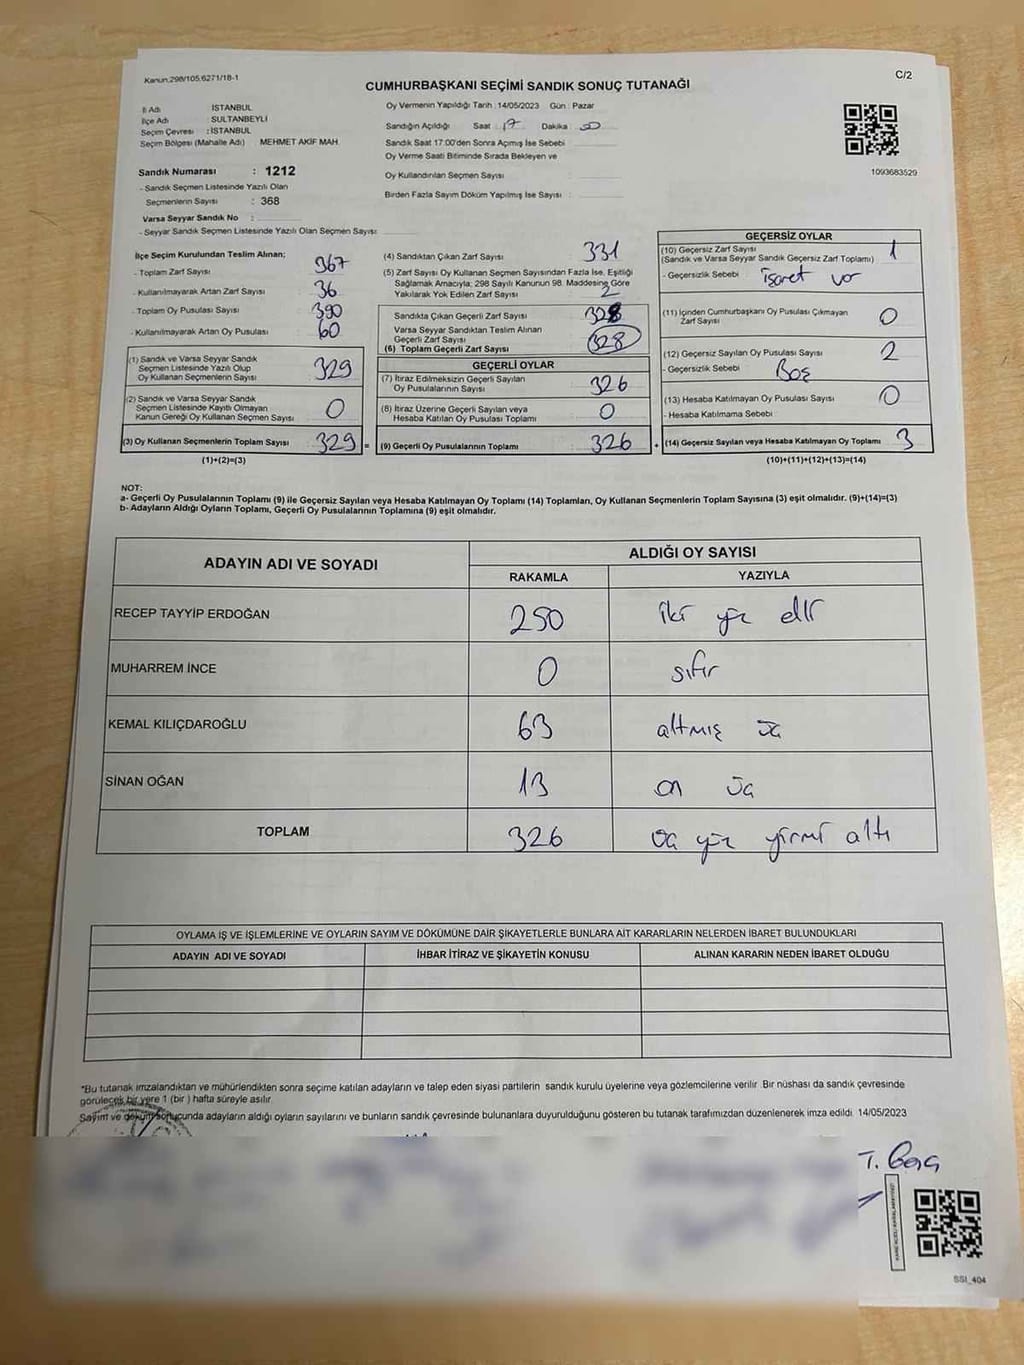 Kanun,298/105;6271/18-1
C/2
CUMHURBAŞKANI SEÇİMİ SANDIK SONUÇ TUTANAĞI
İl Adı İSTANBUL
İlçe Adı SULTANBEYLİ
Seçim Çevresi : İSTANBUL
Seçim Bölgesi (Mahalle Adı) MEHMET AKİF MAH.
Sandık Numarası : 1212
- Sandık Seçmen Listesinde Yazılı Olan
Seçmenlerin Sayısı : 368
Varsa Seyyar Sandık No :
- Seyyar Sandık Seçmen Listesinde Yazılı Olan Seçmen Sayısı:
Oy Vermenin Yapıldığı Tarih : 14/05/2023 Gün : Pazar
Sandığın Açıldığı Saat : 17 Dakika : 50
Sandık Saat 17:00'den Sonra Açımış İse Sebebi
Oy Verme Saati Bitiminde Sırada Bekleyen ve
Oy Kullandırılan Seçmen Sayısı :
Birden Fazla Sayım Döküm Yapılmış İse Sayısı :
1093683529
İlçe Seçim Kurulundan Teslim Alınan;
- Toplam Zarf Sayısı 367
- Kullanılmayarak Artan Zarf Sayısı 36
- Toplam Oy Pusulası Sayısı 390
- Kullanılmayarak Artan Oy Pusulası 60
(1) Sandık ve Varsa Seyyar Sandık
Seçmen Listesinde Yazılı Olup
Oy Kullanan Seçmenlerin Sayısı 329
(2) Sandık ve Varsa Seyyar Sandık
Seçmen Listesinde Kayıtlı Olmayan
Kanun Gereği Oy Kullanan Seçmen Sayısı 0
(3) Oy Kullanan Seçmenlerin Toplam Sayısı 329 =
(1)+(2)=(3)
(4) Sandıktan Çıkan Zarf Sayısı 331
(5) Zarf Sayısı Oy Kullanan Seçmen Sayısından Fazla İse, Eşitliği
Sağlamak Amacıyla; 298 Sayılı Kanunun 98. Maddesine Göre
Yakılarak Yok Edilen Zarf Sayısı 2
Sandıkta Çıkan Geçerli Zarf Sayısı 328
Varsa Seyyar Sandıktan Teslim Alınan
Geçerli Zarf Sayısı
(6) Toplam Geçerli Zarf Sayısı 328
GEÇERLİ OYLAR
(7) İtiraz Edilmeksizin Geçerli Sayılan
Oy Pusulalarının Sayısı 326
(8) İtiraz Üzerine Geçerli Sayılan veya
Hesaba Katılan Oy Pusulası Toplamı 0
(9) Geçerli Oy Pusulalarının Toplamı 326 +
GEÇERSİZ OYLAR
(10) Geçersiz Zarf Sayısı 1
(Sandık ve Varsa Seyyar Sandık Geçersiz Zarf Toplamı)
- Geçersizlik Sebebi işaret var
(11) İçinden Cumhurbaşkanı Oy Pusulası Çıkmayan
Zarf Sayısı 0
(12) Geçersiz Sayılan Oy Pusulası Sayısı 2
- Geçersizlik Sebebi Boş
(13) Hesaba Katılmayan Oy Pusulası Sayısı 0
- Hesaba Katılmama Sebebi
(14) Geçersiz Sayılan veya Hesaba Katılmayan Oy Toplamı 3
(10)+(11)+(12)+(13)=(14)
NOT:
a- Geçerli Oy Pusulalarının Toplamı (9) ile Geçersiz Sayılan veya Hesaba Katılmayan Oy Toplamı (14) Toplamları, Oy Kullanan Seçmenlerin Toplam Sayısına (3) eşit olmalıdır. (9)+(14)=(3)
b- Adayların Aldığı Oyların Toplamı, Geçerli Oy Pusulalarının Toplamına (9) eşit olmalıdır.
ADAYIN ADI VE SOYADI
ALDIĞI OY SAYISI
RAKAMLA YAZIYLA
RECEP TAYYİP ERDOĞAN 250 iki yüz elli
MUHARREM İNCE 0 sıfır
KEMAL KILIÇDAROĞLU 63 altmış üç
SİNAN OĞAN 13 on üç
TOPLAM 326 üç yüz yirmi altı
OYLAMA İŞ VE İŞLEMLERİNE VE OYLARIN SAYIM VE DÖKÜMÜNE DAİR ŞİKAYETLERLE BUNLARA AİT KARARLARIN NELERDEN İBARET BULUNDUKLARI
ADAYIN ADI VE SOYADI İHBAR İTİRAZ VE ŞİKAYETİN KONUSU ALINAN KARARIN NEDEN İBARET OLDUĞU
*Bu tutanak imzalandıktan ve mühürlendikten sonra seçime katılan adayların ve talep eden siyasi partilerin sandık kurulu üyelerine veya gözlemcilerine verilir. Bir nüshası da sandık çevresinde
görülecek bir yere 1 (bir ) hafta süreyle asılır.
Sayım ve döküm sonucunda adayların aldığı oyların sayılarını ve bunların sandık çevresinde bulunanlara duyurulduğunu gösteren bu tutanak tarafımızdan düzenlenerek imza edildi. 14/05/2023
SSI_404